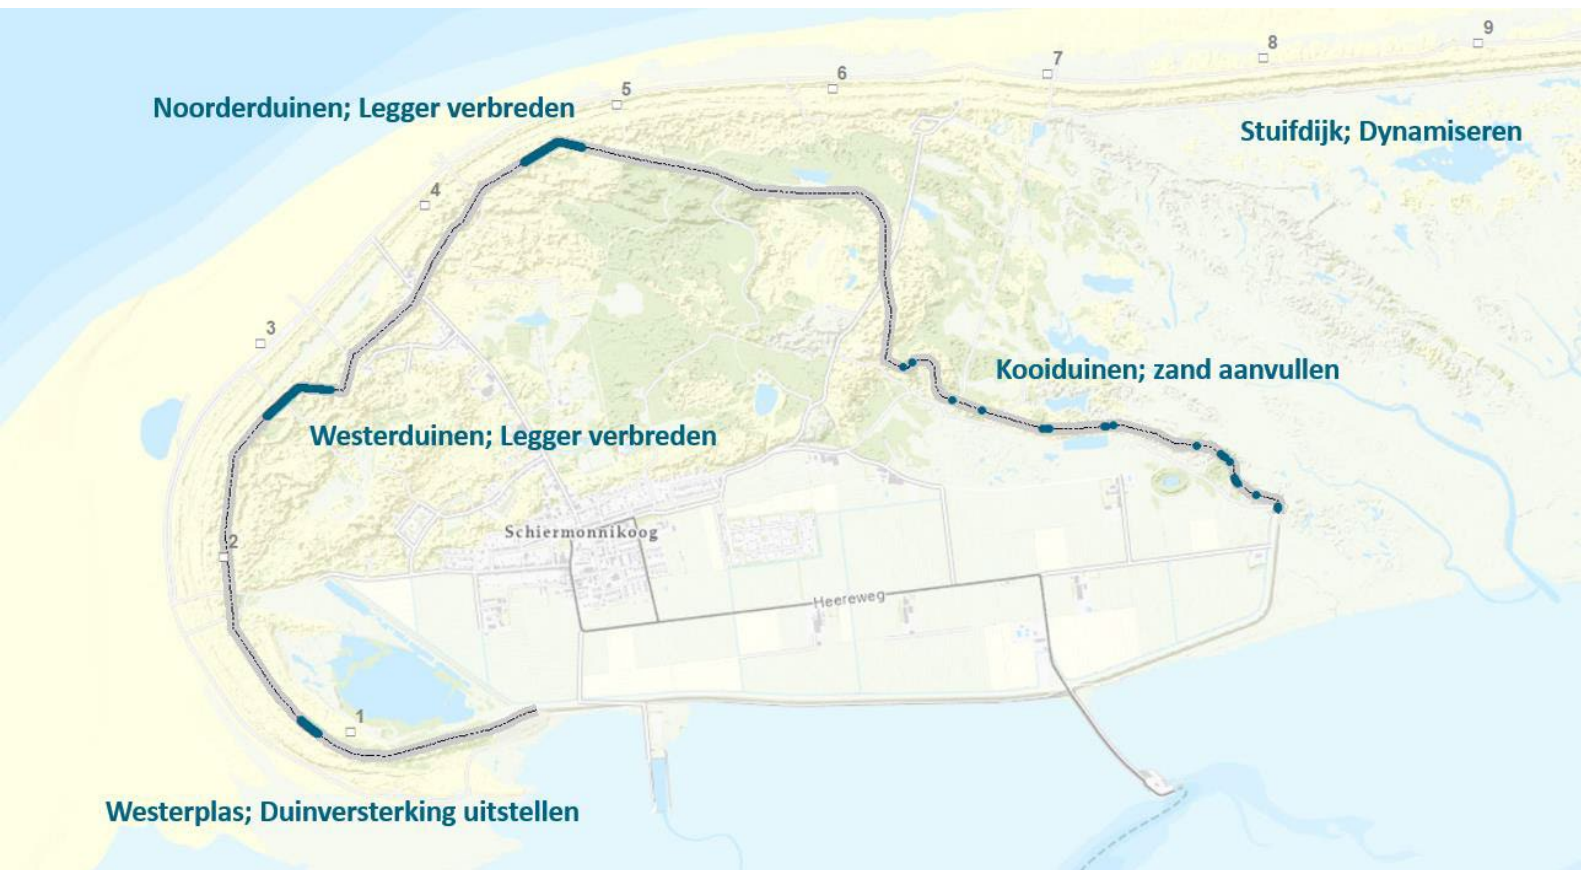 9
8
7
6
5
Noorderduinen; Legger verbreden
Stuifdijk; Dynamiseren
4
3
Kooiduinen; zand aanvullen
Westerduinen; Legger verbreden
Schiermonnikoog
2
Heereweg
1
Westerplas; Duinversterking uitstellen